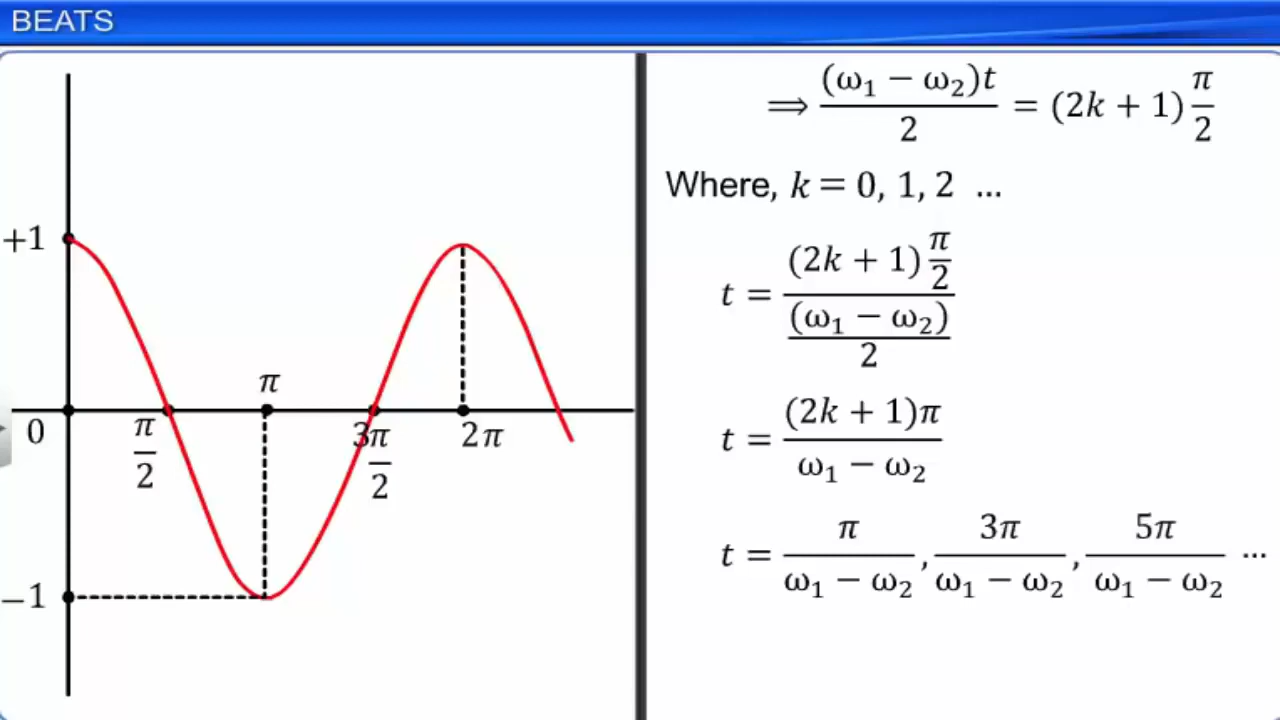 BEATS
+1
π
0
π/2
3π/2
2π
−1
⟹ (ω₁ − ω₂)t / 2 = (2k + 1) π/2
Where, k = 0, 1, 2 ...
t = (2k + 1) π/2 / (ω₁ − ω₂)/2
t = (2k + 1)π / ω₁ − ω₂
t = π / ω₁ − ω₂ , 3π / ω₁ − ω₂ , 5π / ω₁ − ω₂ ...